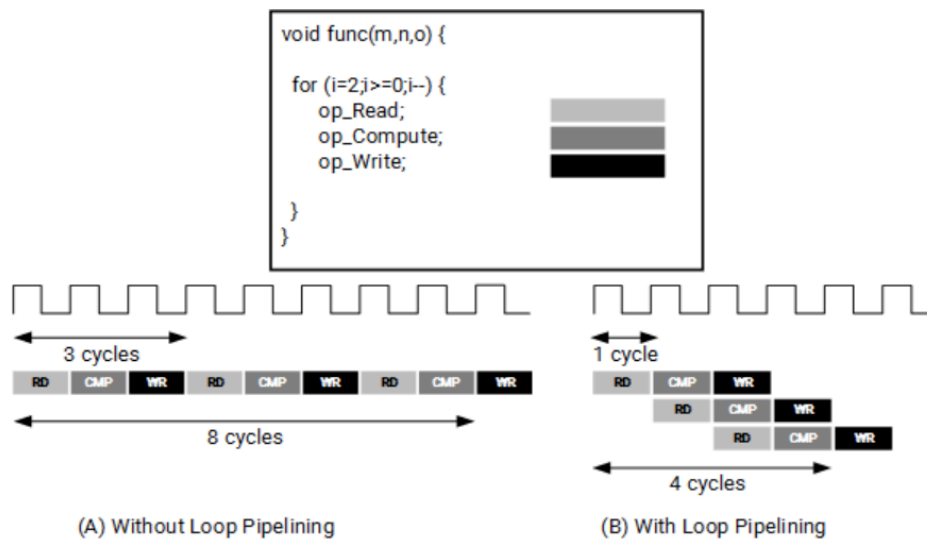 void func(m,n,o) {
for (i=2;i>=0;i--) {
op_Read;
op_Compute;
op_Write;
}
}
3 cycles
RD CMP WR RD CMP WR RD CMP WR
8 cycles
(A) Without Loop Pipelining
1 cycle
RD CMP WR
RD CMP WR
RD CMP WR
4 cycles
(B) With Loop Pipelining